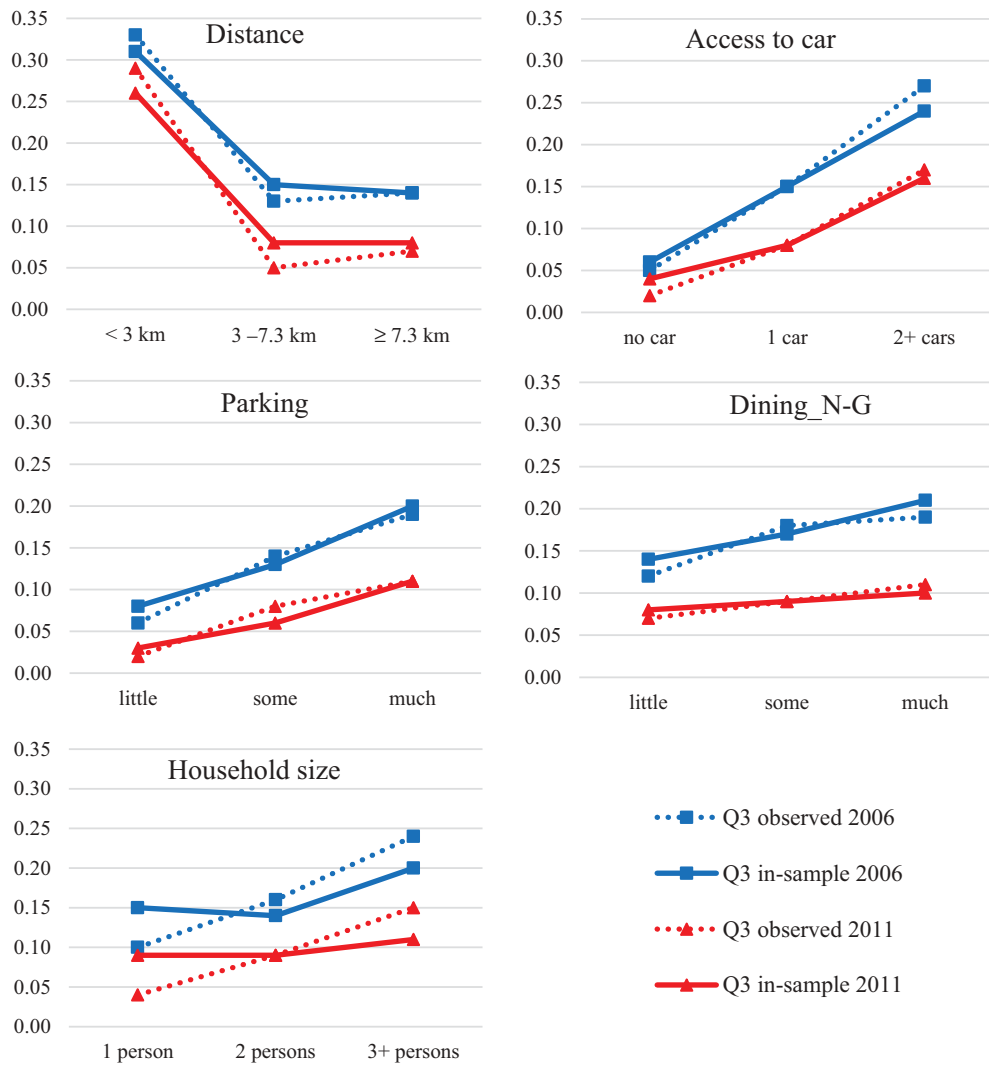 Distance
0.35
0.30
0.25
0.20
0.15
0.10
0.05
0.00
< 3 km 3 –7.3 km ≥ 7.3 km
Access to car
0.35
0.30
0.25
0.20
0.15
0.10
0.05
0.00
no car 1 car 2+ cars
Parking
0.35
0.30
0.25
0.20
0.15
0.10
0.05
0.00
little some much
Dining_N-G
0.35
0.30
0.25
0.20
0.15
0.10
0.05
0.00
little some much
Household size
0.35
0.30
0.25
0.20
0.15
0.10
0.05
0.00
1 person 2 persons 3+ persons
Q3 observed 2006
Q3 in-sample 2006
Q3 observed 2011
Q3 in-sample 2011